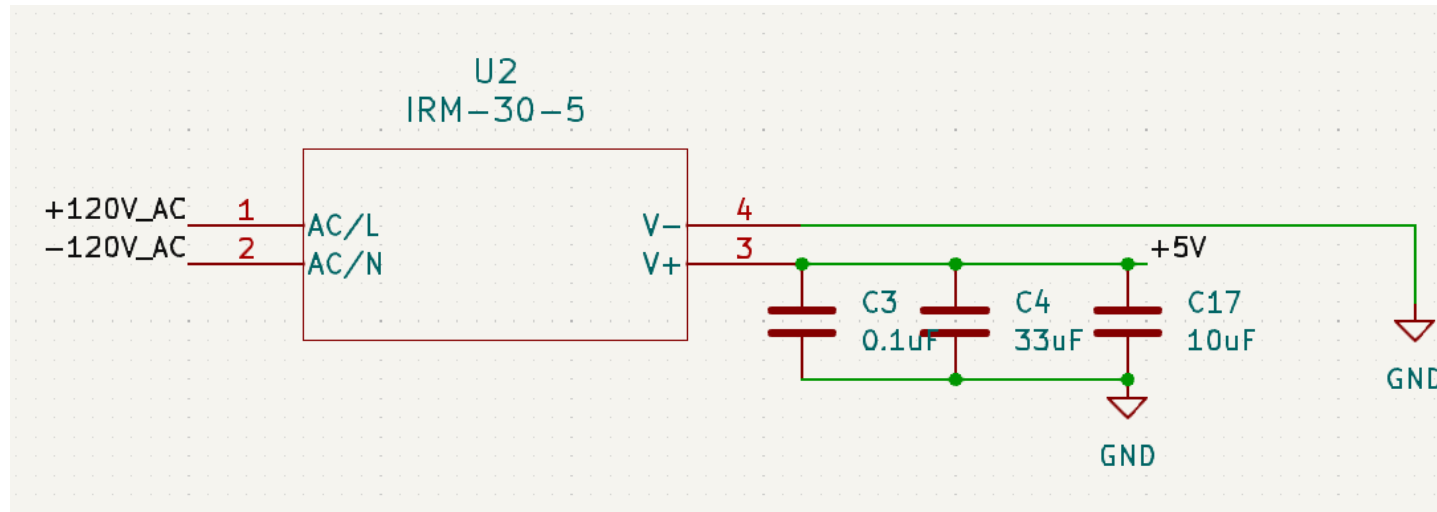 U2
IRM-30-5
+120V_AC 1 AC/L V- 4
-120V_AC 2 AC/N V+ 3 +5V
C3 C4 C17
0.1uF 33uF 10uF
GND
GND